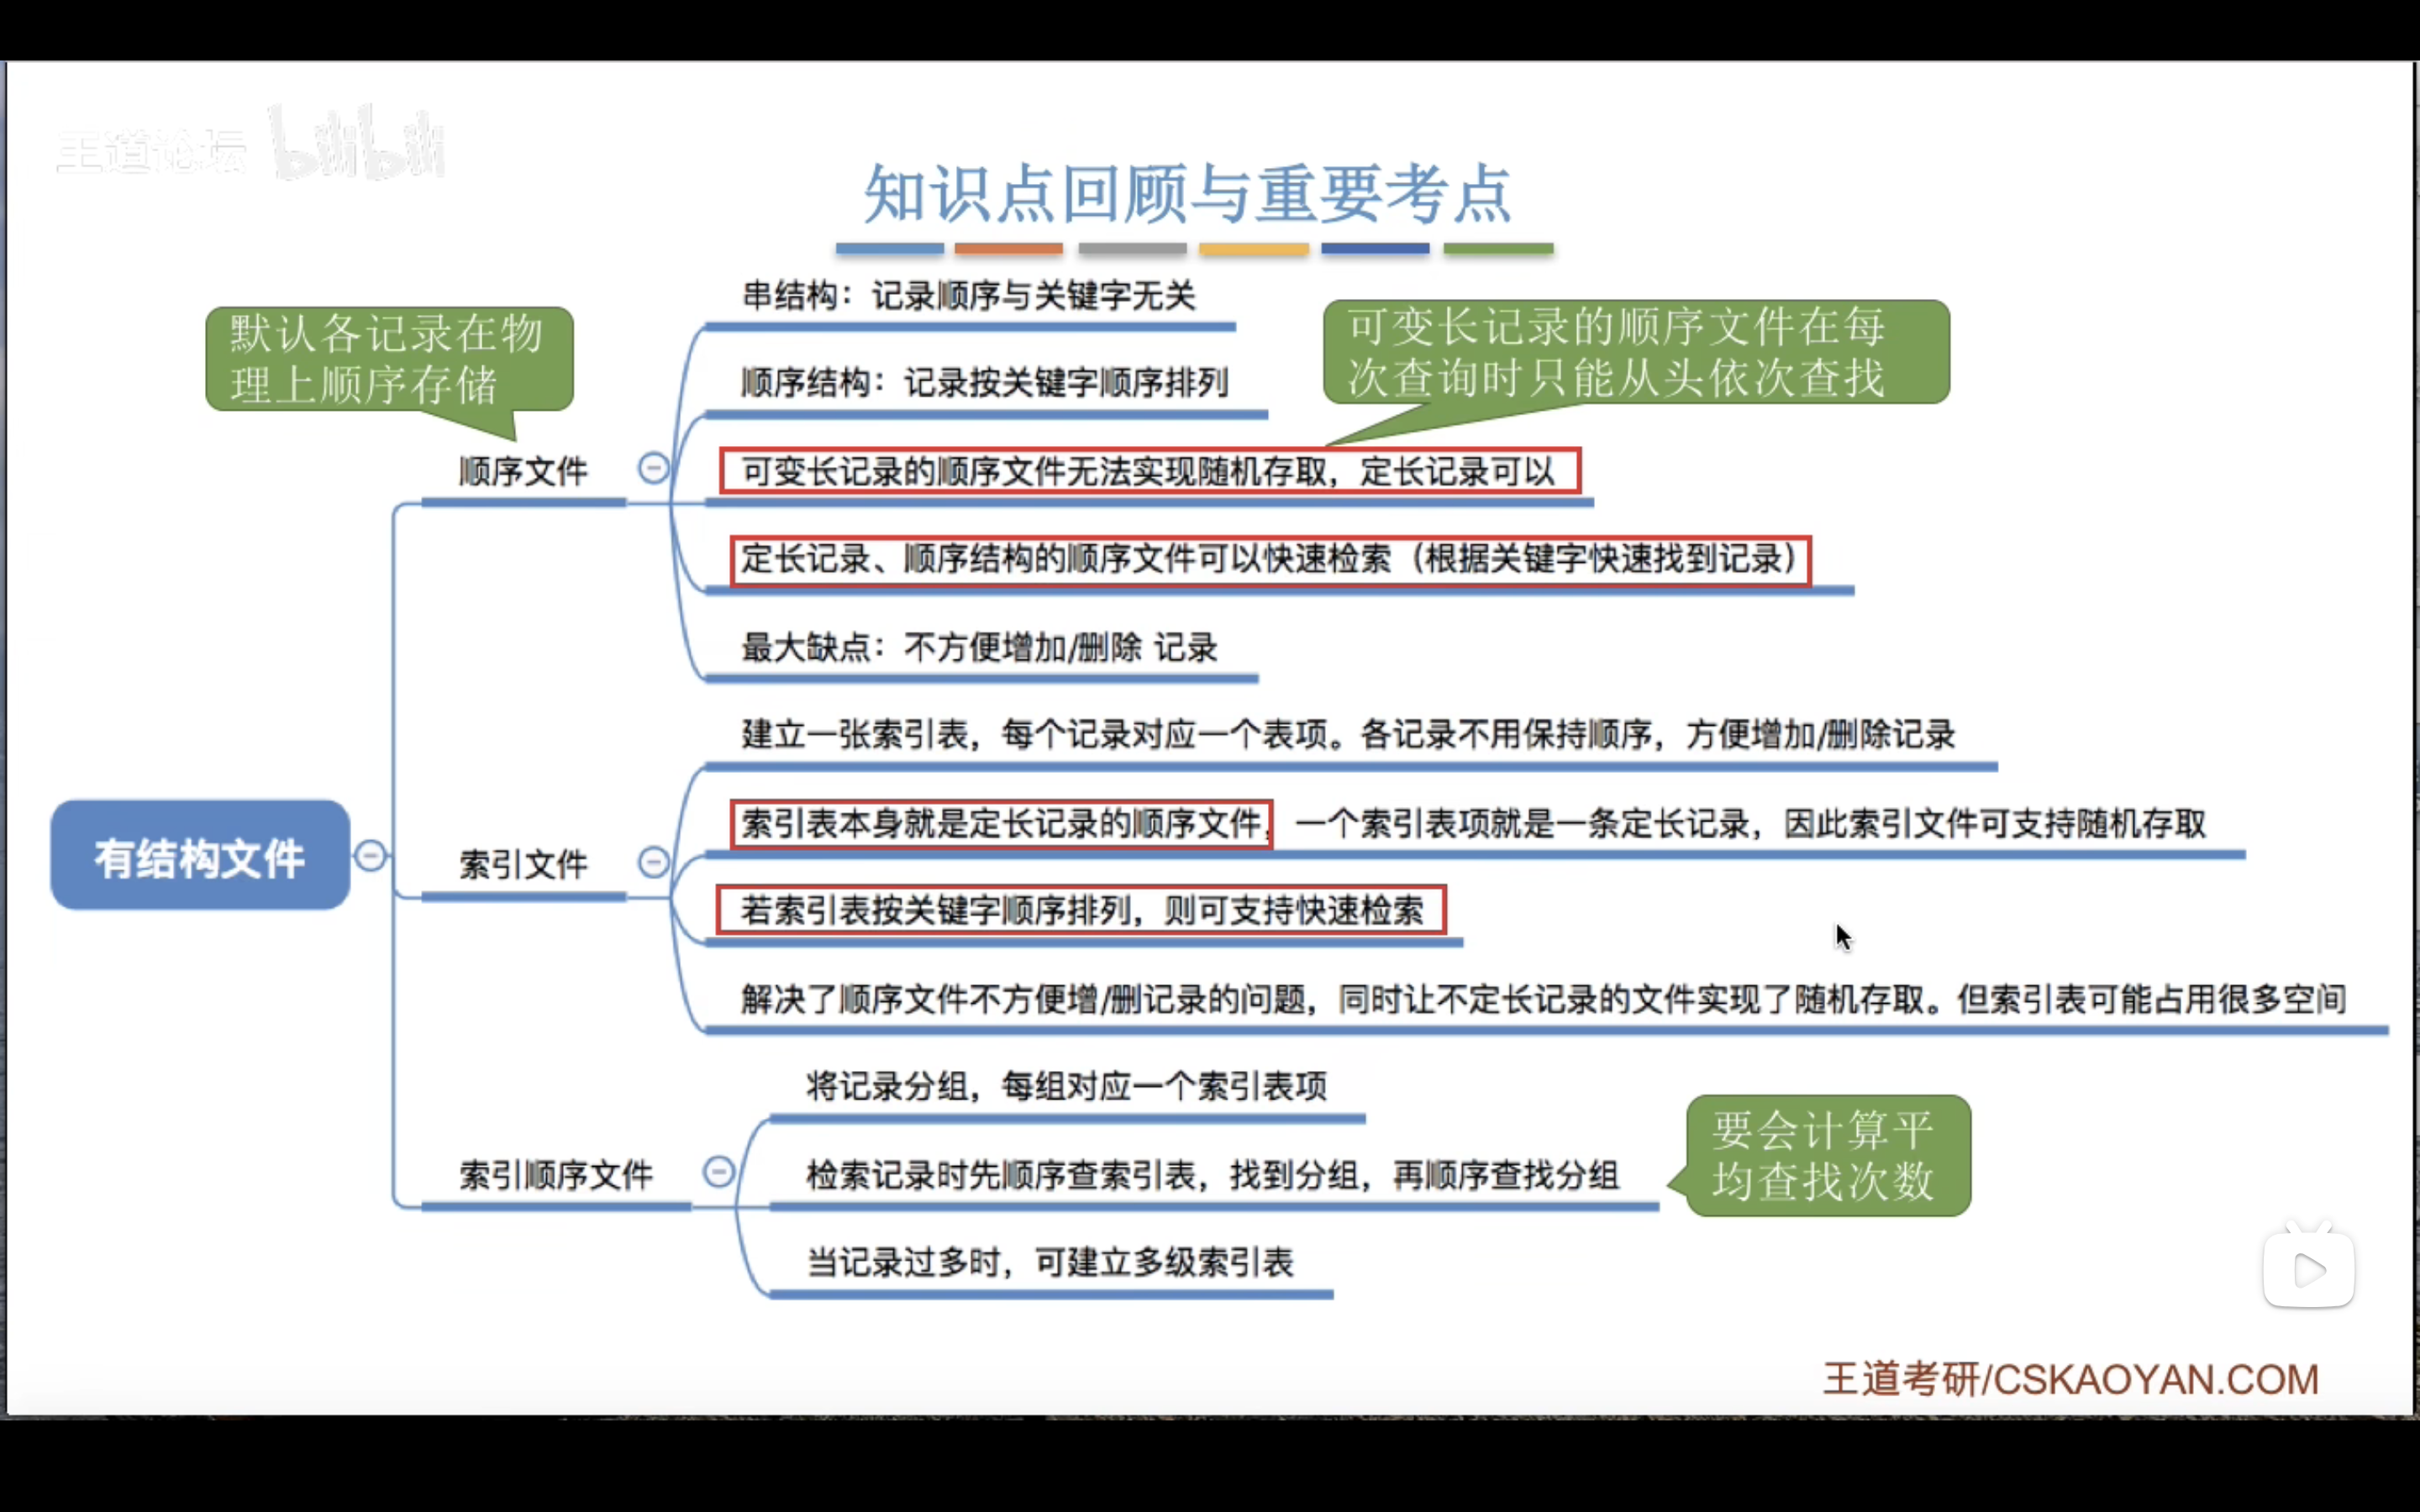 王道论坛 bilibili
知识点回顾与重要考点
串结构：记录顺序与关键字无关
默认各记录在物
理上顺序存储
可变长记录的顺序文件在每
次查询时只能从头依次查找
顺序结构：记录按关键字顺序排列
顺序文件
可变长记录的顺序文件无法实现随机存取，定长记录可以
定长记录、顺序结构的顺序文件可以快速检索（根据关键字快速找到记录）
最大缺点：不方便增加/删除 记录
有结构文件
索引文件
建立一张索引表，每个记录对应一个表项。各记录不用保持顺序，方便增加/删除记录
索引表本身就是定长记录的顺序文件，一个索引表项就是一条定长记录，因此索引文件可支持随机存取
若索引表按关键字顺序排列，则可支持快速检索
解决了顺序文件不方便增/删记录的问题，同时让不定长记录的文件实现了随机存取。但索引表可能占用很多空间
索引顺序文件
将记录分组，每组对应一个索引表项
检索记录时先顺序查索引表，找到分组，再顺序查找分组
要会计算平
均查找次数
当记录过多时，可建立多级索引表
王道考研/CSKAOYAN.COM